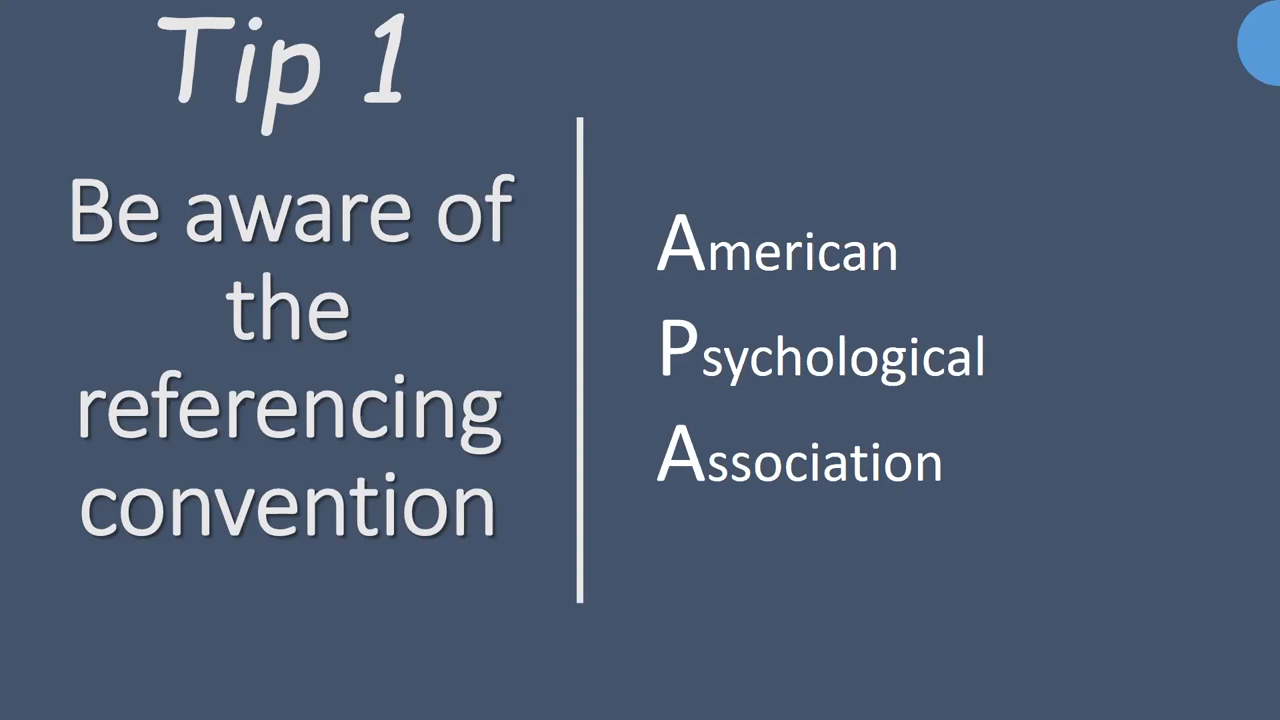 Tip 1
Be aware of
the
referencing
convention
American
Psychological
Association